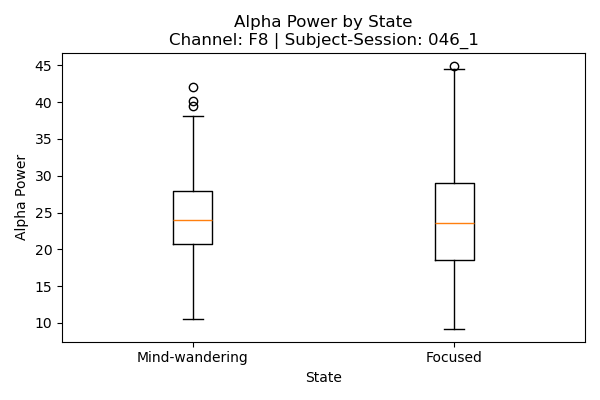 Alpha Power by State
Channel: F8 | Subject-Session: 046_1
Alpha Power
45
40
35
30
25
20
15
10
Mind-wandering
Focused
State